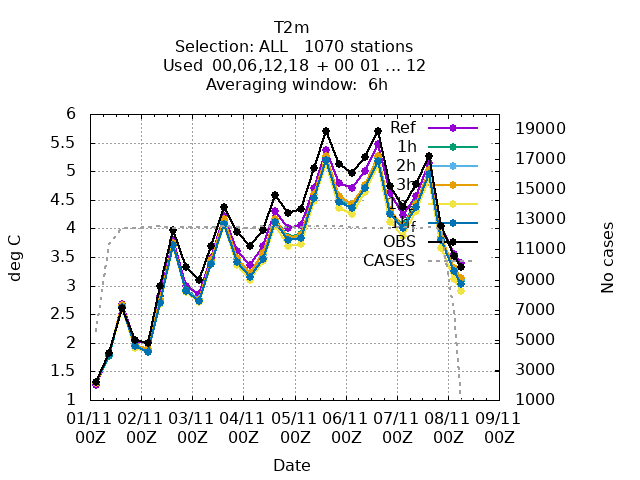 T2m
Selection: ALL   1070 stations
Used  00,06,12,18  + 00 01 ... 12
Averaging window:  6h
6
5.5
5
4.5
4
3.5
3
2.5
2
1.5
1
deg C
19000
17000
15000
13000
11000
9000
7000
5000
3000
1000
No cases
Ref
1h
2h
3h
OBS
CASES
01/11 02/11 03/11 04/11 05/11 06/11 07/11 08/11 09/11
00Z 00Z 00Z 00Z 00Z 00Z 00Z 00Z 00Z
Date